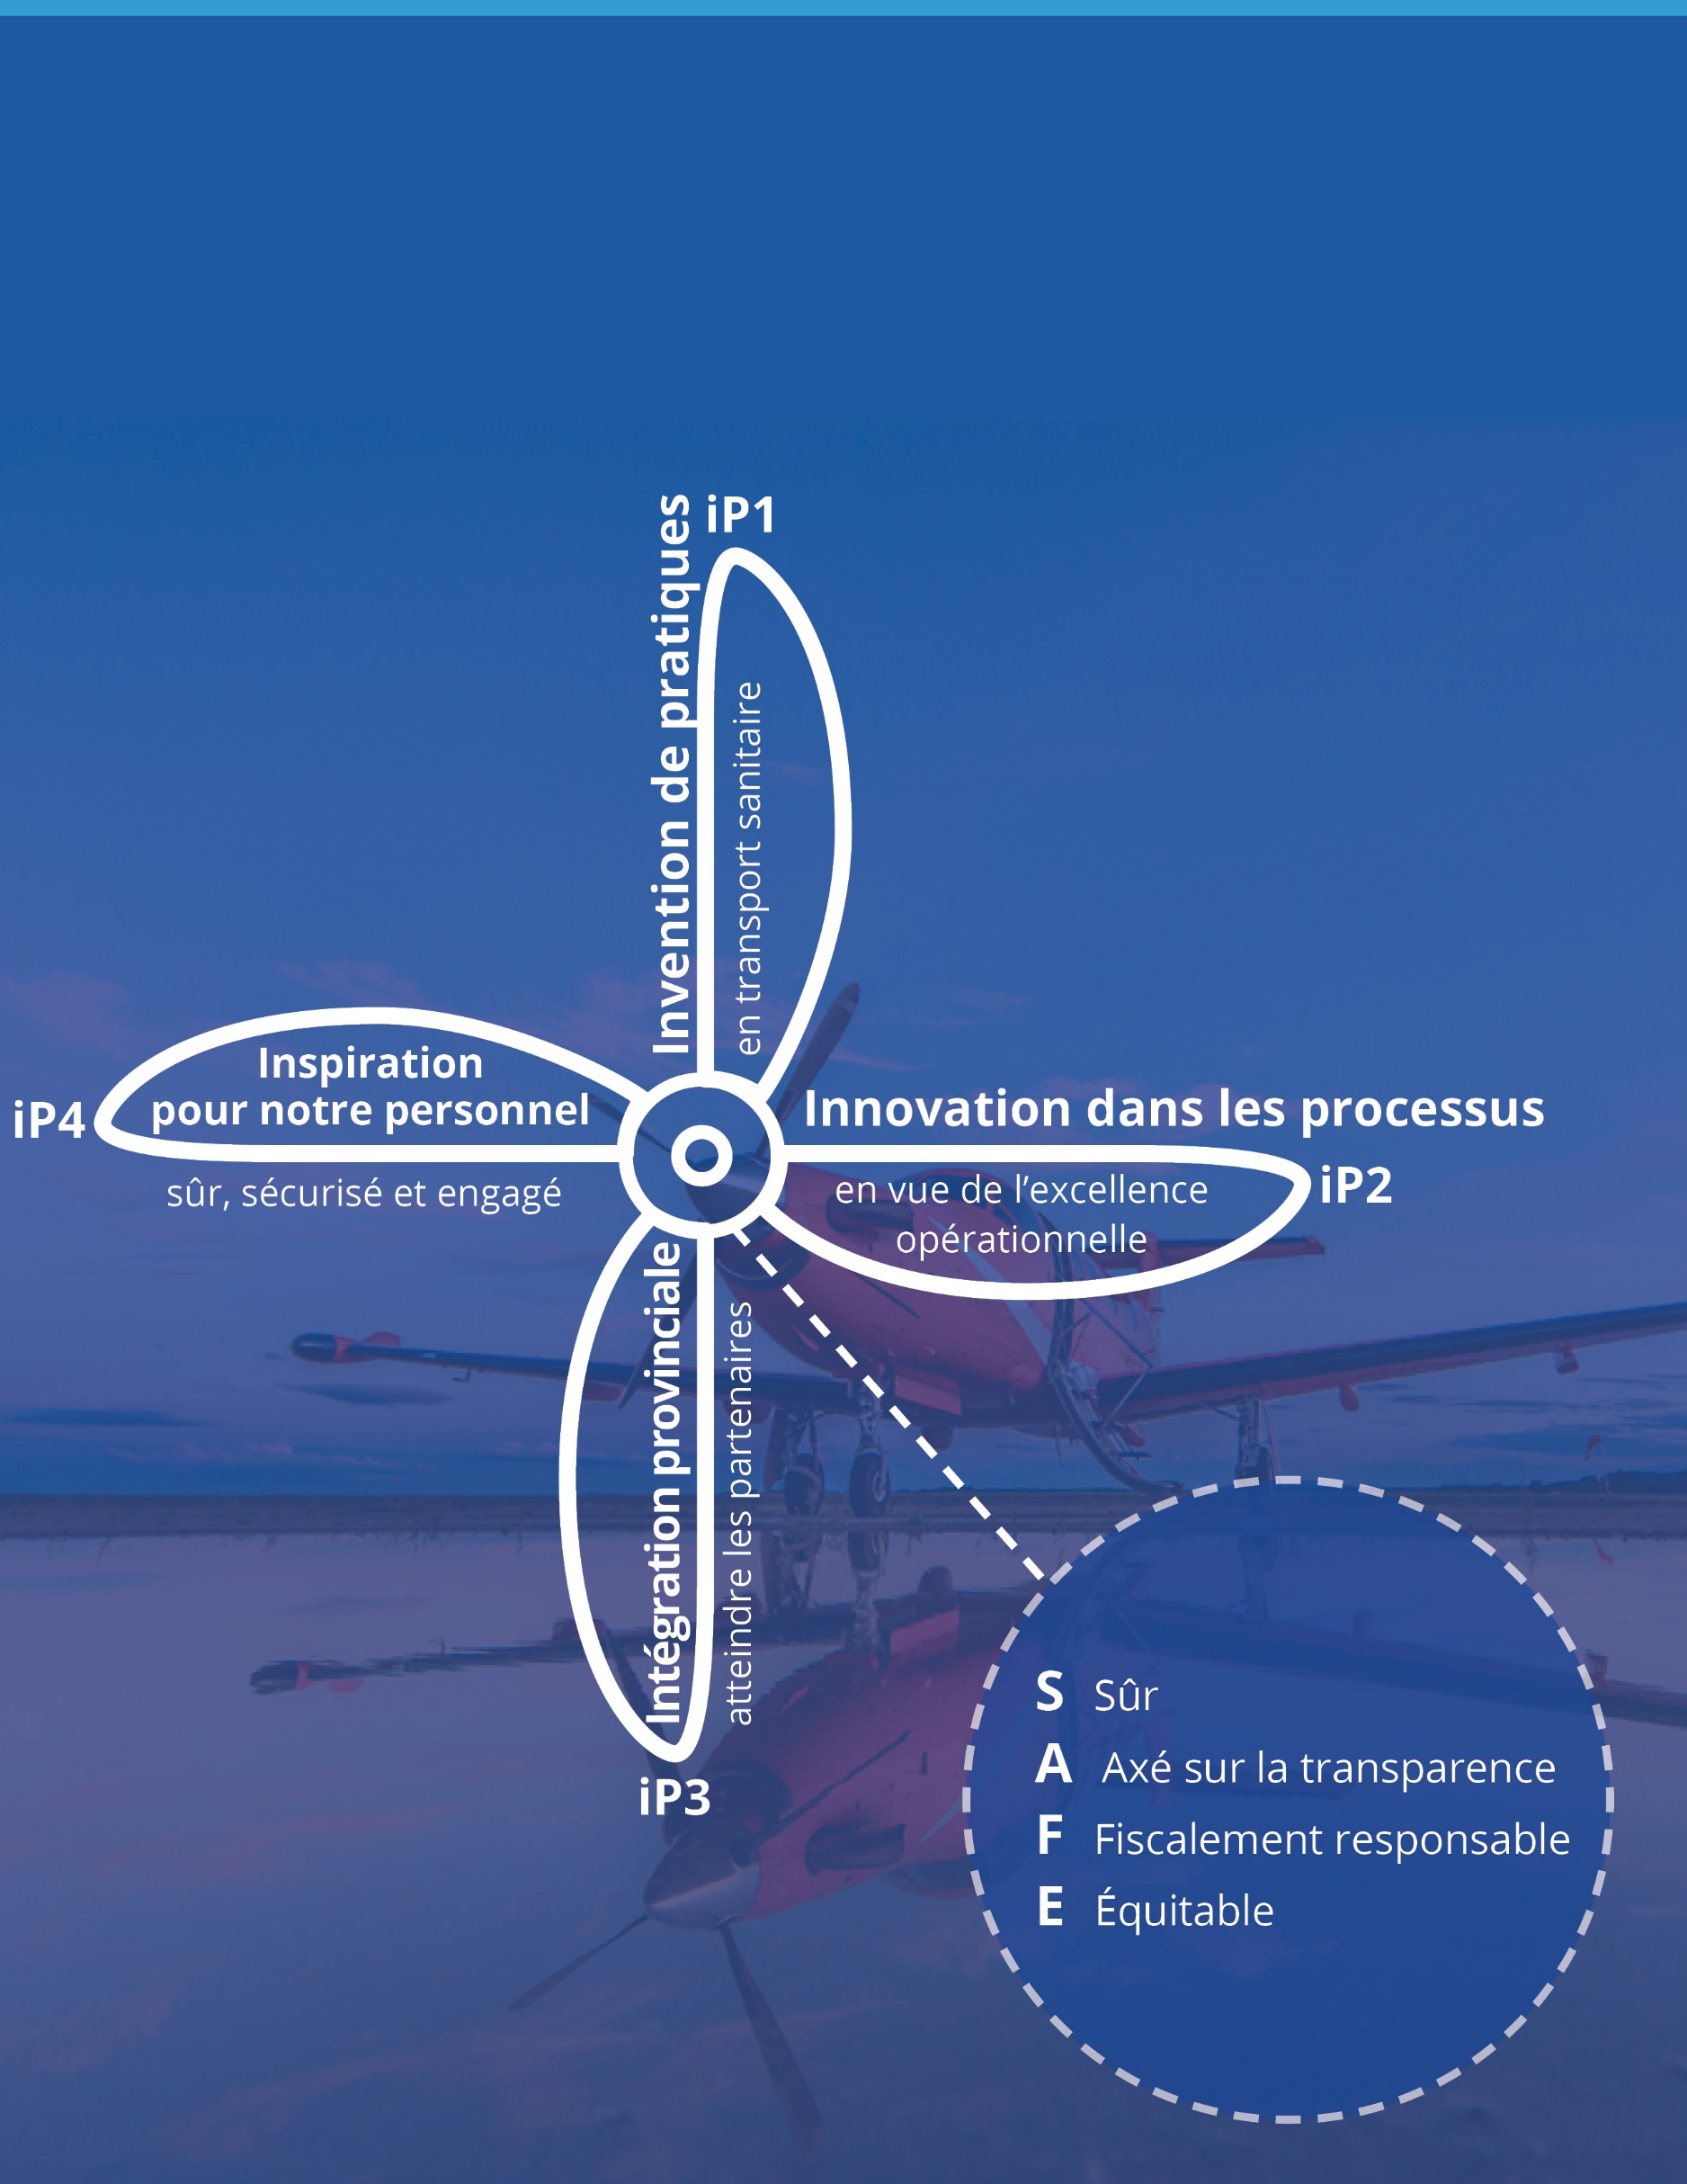 iP1
Invention de pratiques
en transport sanitaire
Innovation dans les processus
en vue de l’excellence
opérationnelle
iP2
Intégration provinciale
atteindre les partenaires
iP3
iP4
Inspiration
pour notre personnel
sûr, sécurisé et engagé
S Sûr
A Axé sur la transparence
F Fiscalement responsable
E Équitable